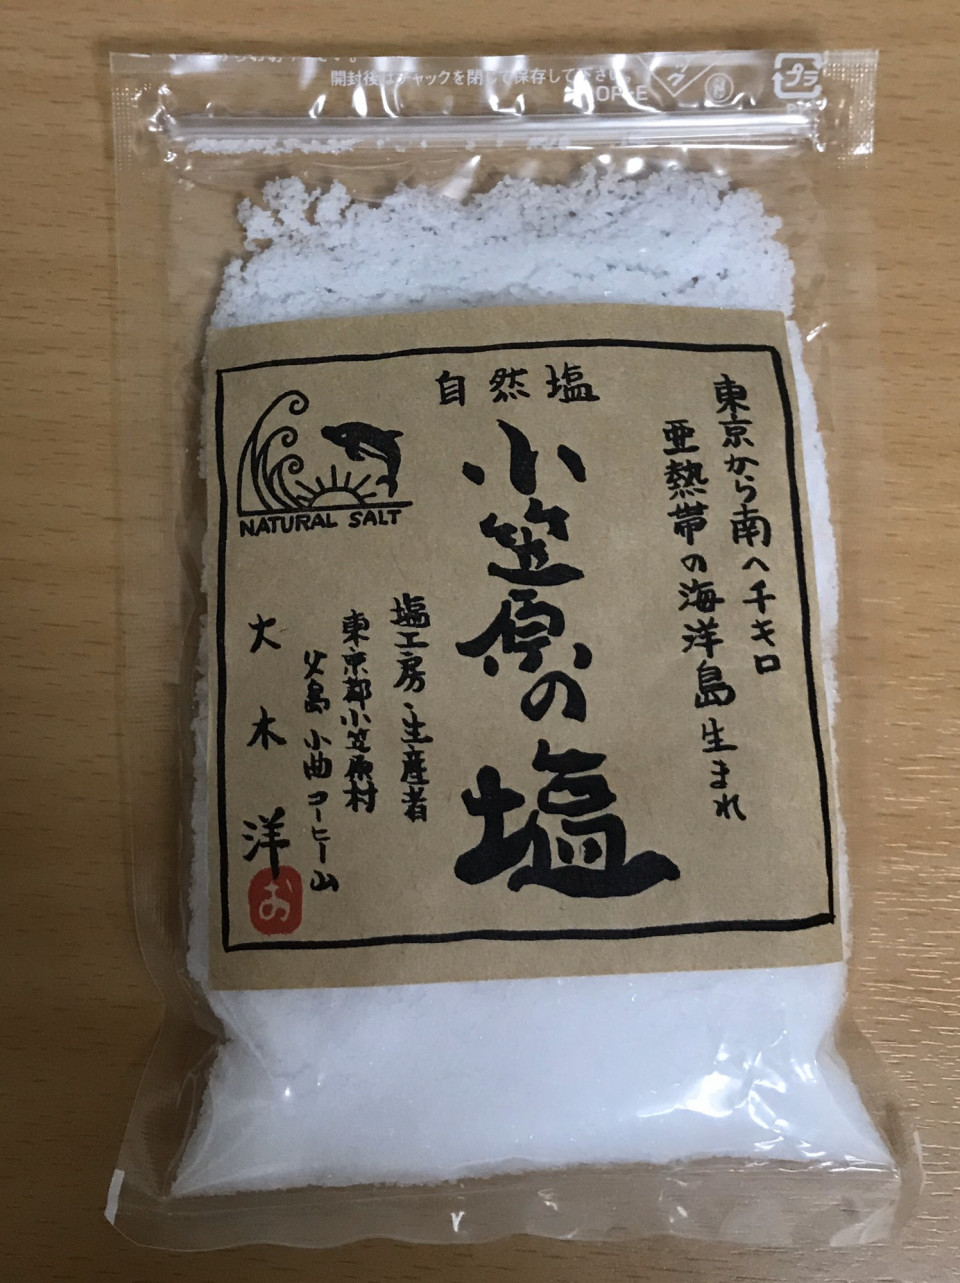 開封後はチャックを閉じて保存して下さい。
プラ
自然塩
東京から南へ千キロ
亜熱帯の海洋島生まれ
小笠原の塩
NATURAL SALT
塩工房 主産者
東京都小笠原村
父島 小曲コーヒー山
大木洋
お